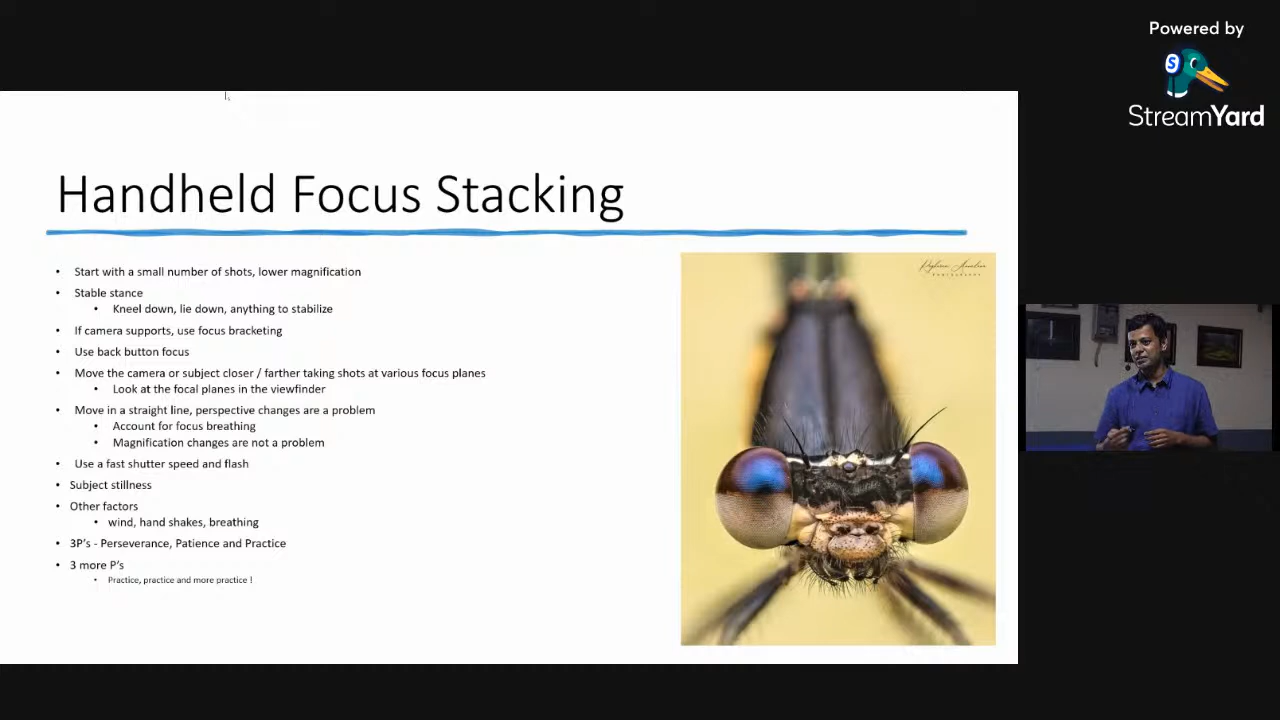 Powered by
StreamYard
Handheld Focus Stacking
• Start with a small number of shots, lower magnification
• Stable stance
• Kneel down, lie down, anything to stabilize
• If camera supports, use focus bracketing
• Use back button focus
• Move the camera or subject closer / farther taking shots at various focus planes
• Look at the focal planes in the viewfinder
• Move in a straight line, perspective changes are a problem
• Account for focus breathing
• Magnification changes are not a problem
• Use a fast shutter speed and flash
• Subject stillness
• Other factors
• wind, hand shakes, breathing
• 3P's - Perseverance, Patience and Practice
• 3 more P's
• Practice, practice and more practice !